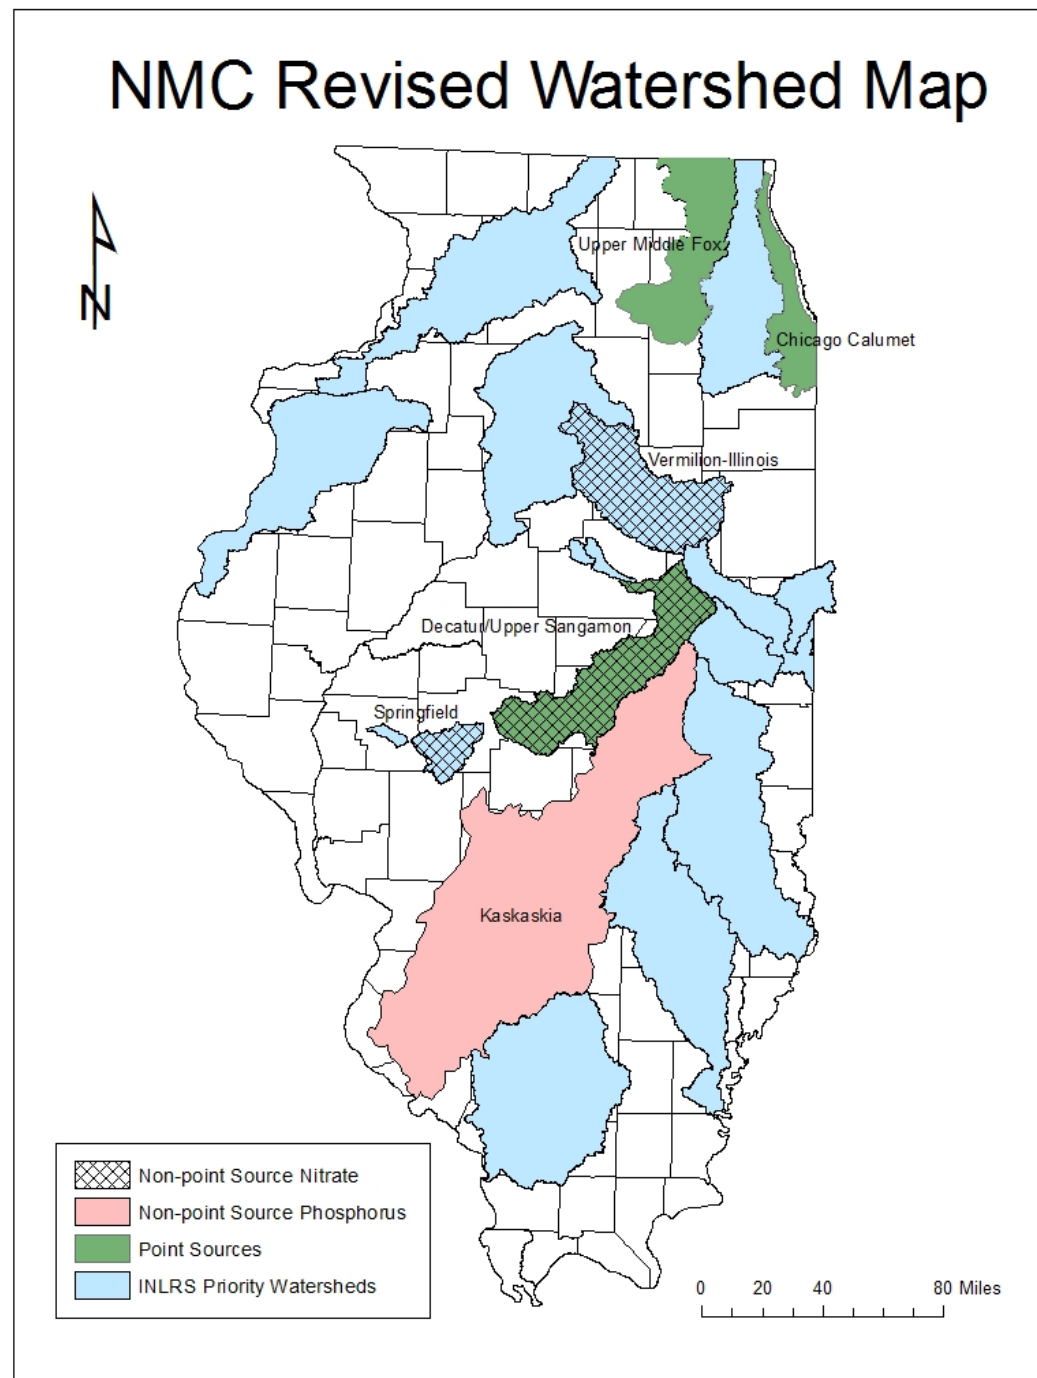 NMC Revised Watershed Map
N
Upper Middle Fox
Chicago Calumet
Vermilion-Illinois
Decatur/Upper Sangamon
Springfield
Kaskaskia
Non-point Source Nitrate
Non-point Source Phosphorus
Point Sources
INLRS Priority Watersheds
0 20 40 80 Miles